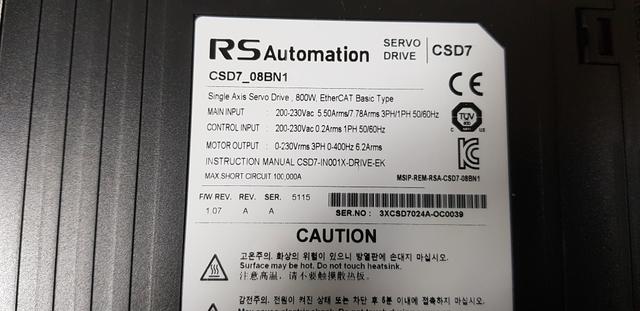 RS Automation
SERVO DRIVE
CSD7
CSD7_08BN1
Single Axis Servo Drive , 800W, EtherCAT Basic Type
MAIN INPUT : 200-230Vac 5.50Arms/7.78Arms 3PH/1PH 50/60Hz
CONTROL INPUT : 200-230Vac 0.2Arms 1PH 50/60Hz
MOTOR OUTPUT : 0-230Vrms 3PH 0-400Hz 6.2Arms
INSTRUCTION MANUAL CSD7-IN001X-DRIVE-EK
MAX.SHORT CIRCUIT 100,000A
CE
TÜV
C US
MSIP-REM-RSA-CSD7-08BN1
F/W REV. REV. SER. 5115
1.07 A A
SER.NO : 3XCSD7024A-OC0039
CAUTION
고온주의. 화상의 위험이 있으니 방열판에 손대지 마십시오.
Surface may be hot. Do not touch heatsink.
注意高温, 请不要触摸散热板.
감전주의. 전원이 켜진 상태 또는 차단 후 5분 이내에 접촉하지 마십시오.